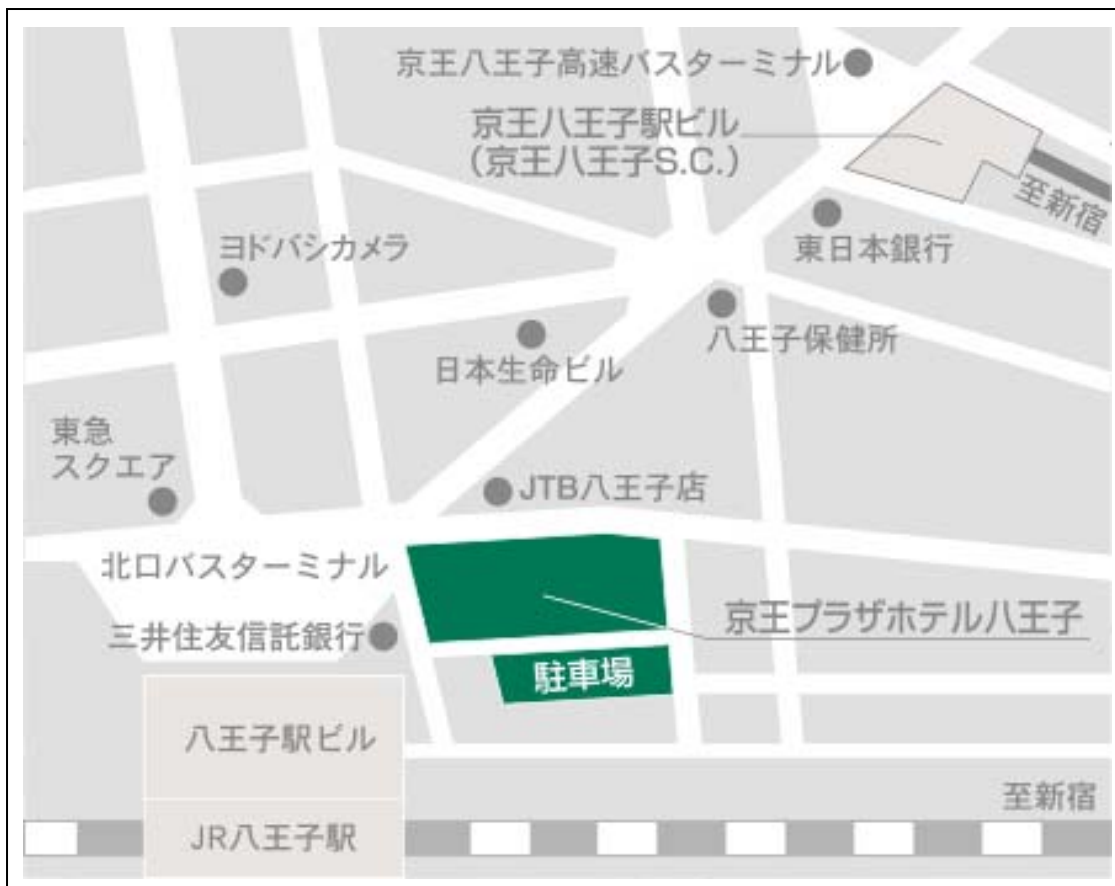 京王八王子高速バスターミナル
京王八王子駅ビル
(京王八王子S.C.)
至新宿
東日本銀行
ヨドバシカメラ
八王子保健所
日本生命ビル
東急
スクエア
JTB八王子店
北口バスターミナル
京王プラザホテル八王子
三井住友信託銀行
駐車場
八王子駅ビル
至新宿
JR八王子駅